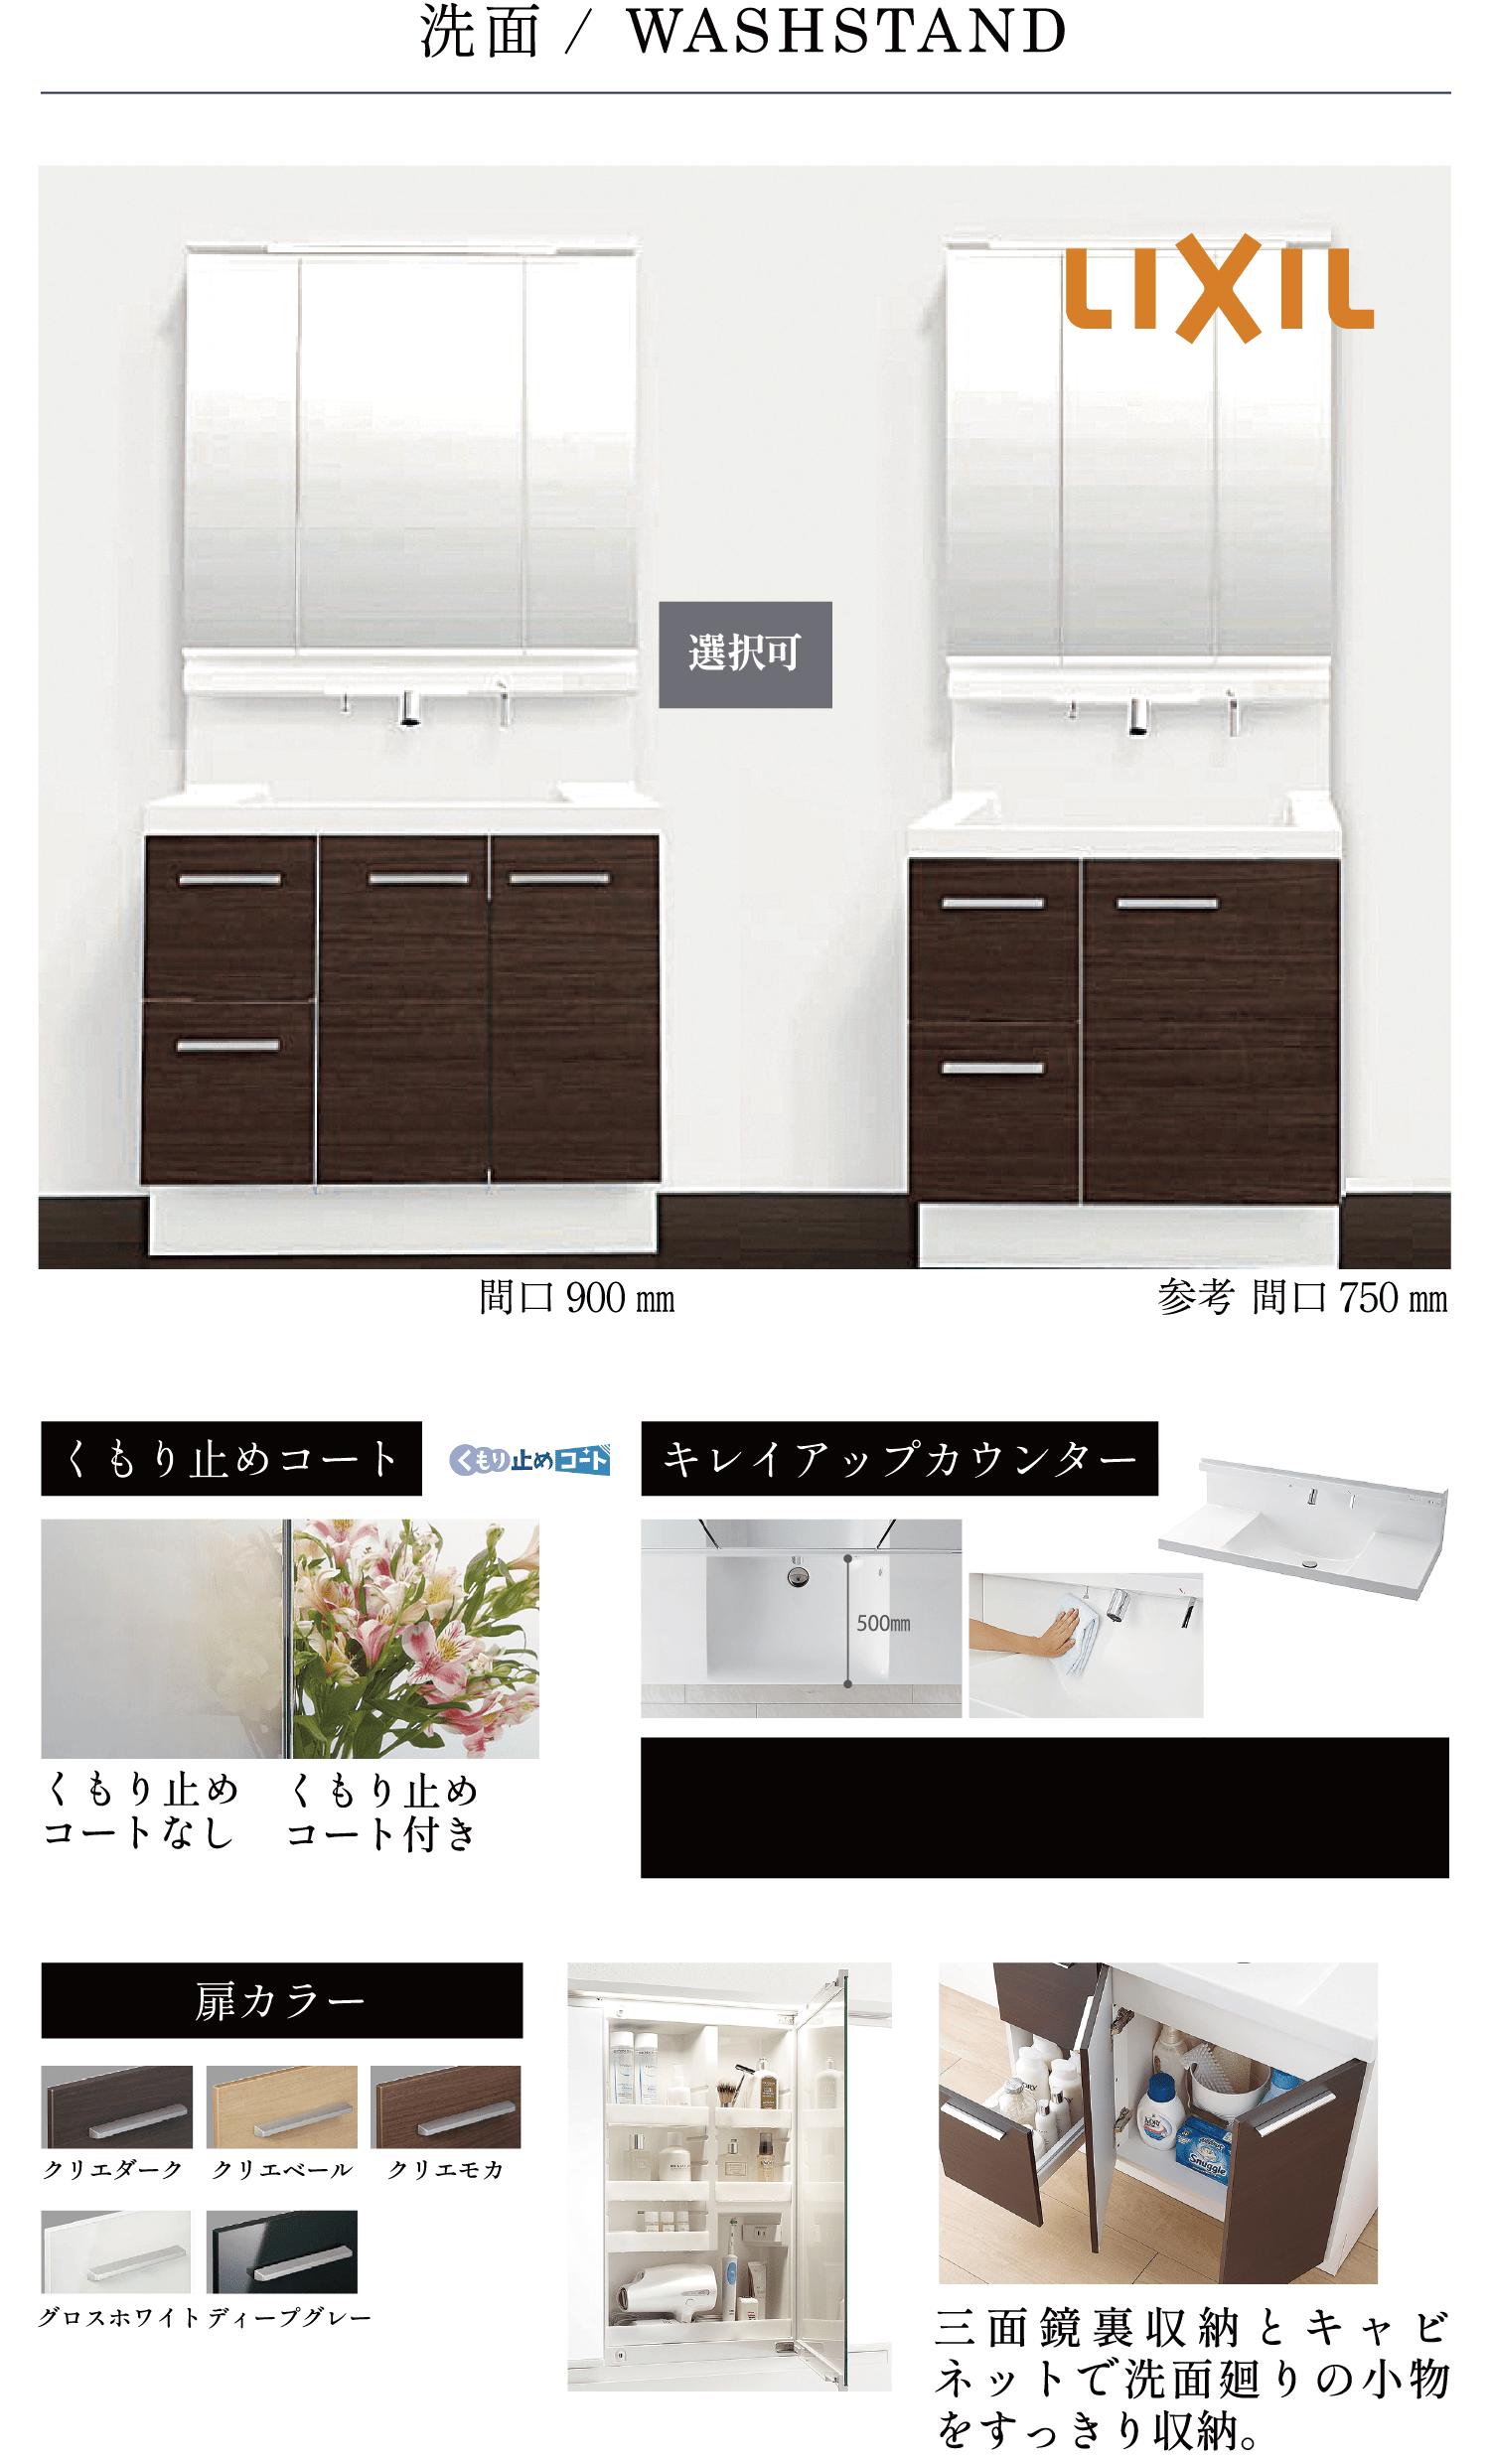 洗面 / WASHSTAND
LIXIL
選択可
間口 900 ㎜
参考 間口 750 ㎜
くもり止めコート
くもり止めコート
キレイアップカウンター
500㎜
くもり止め
コートなし
くもり止め
コート付き
扉カラー
クリエダーク
クリエペール
クリエモカ
グロスホワイト
ディープグレー
Snuggle
三面鏡裏収納とキャビ
ネットで洗面廻りの小物
をすっきり収納。